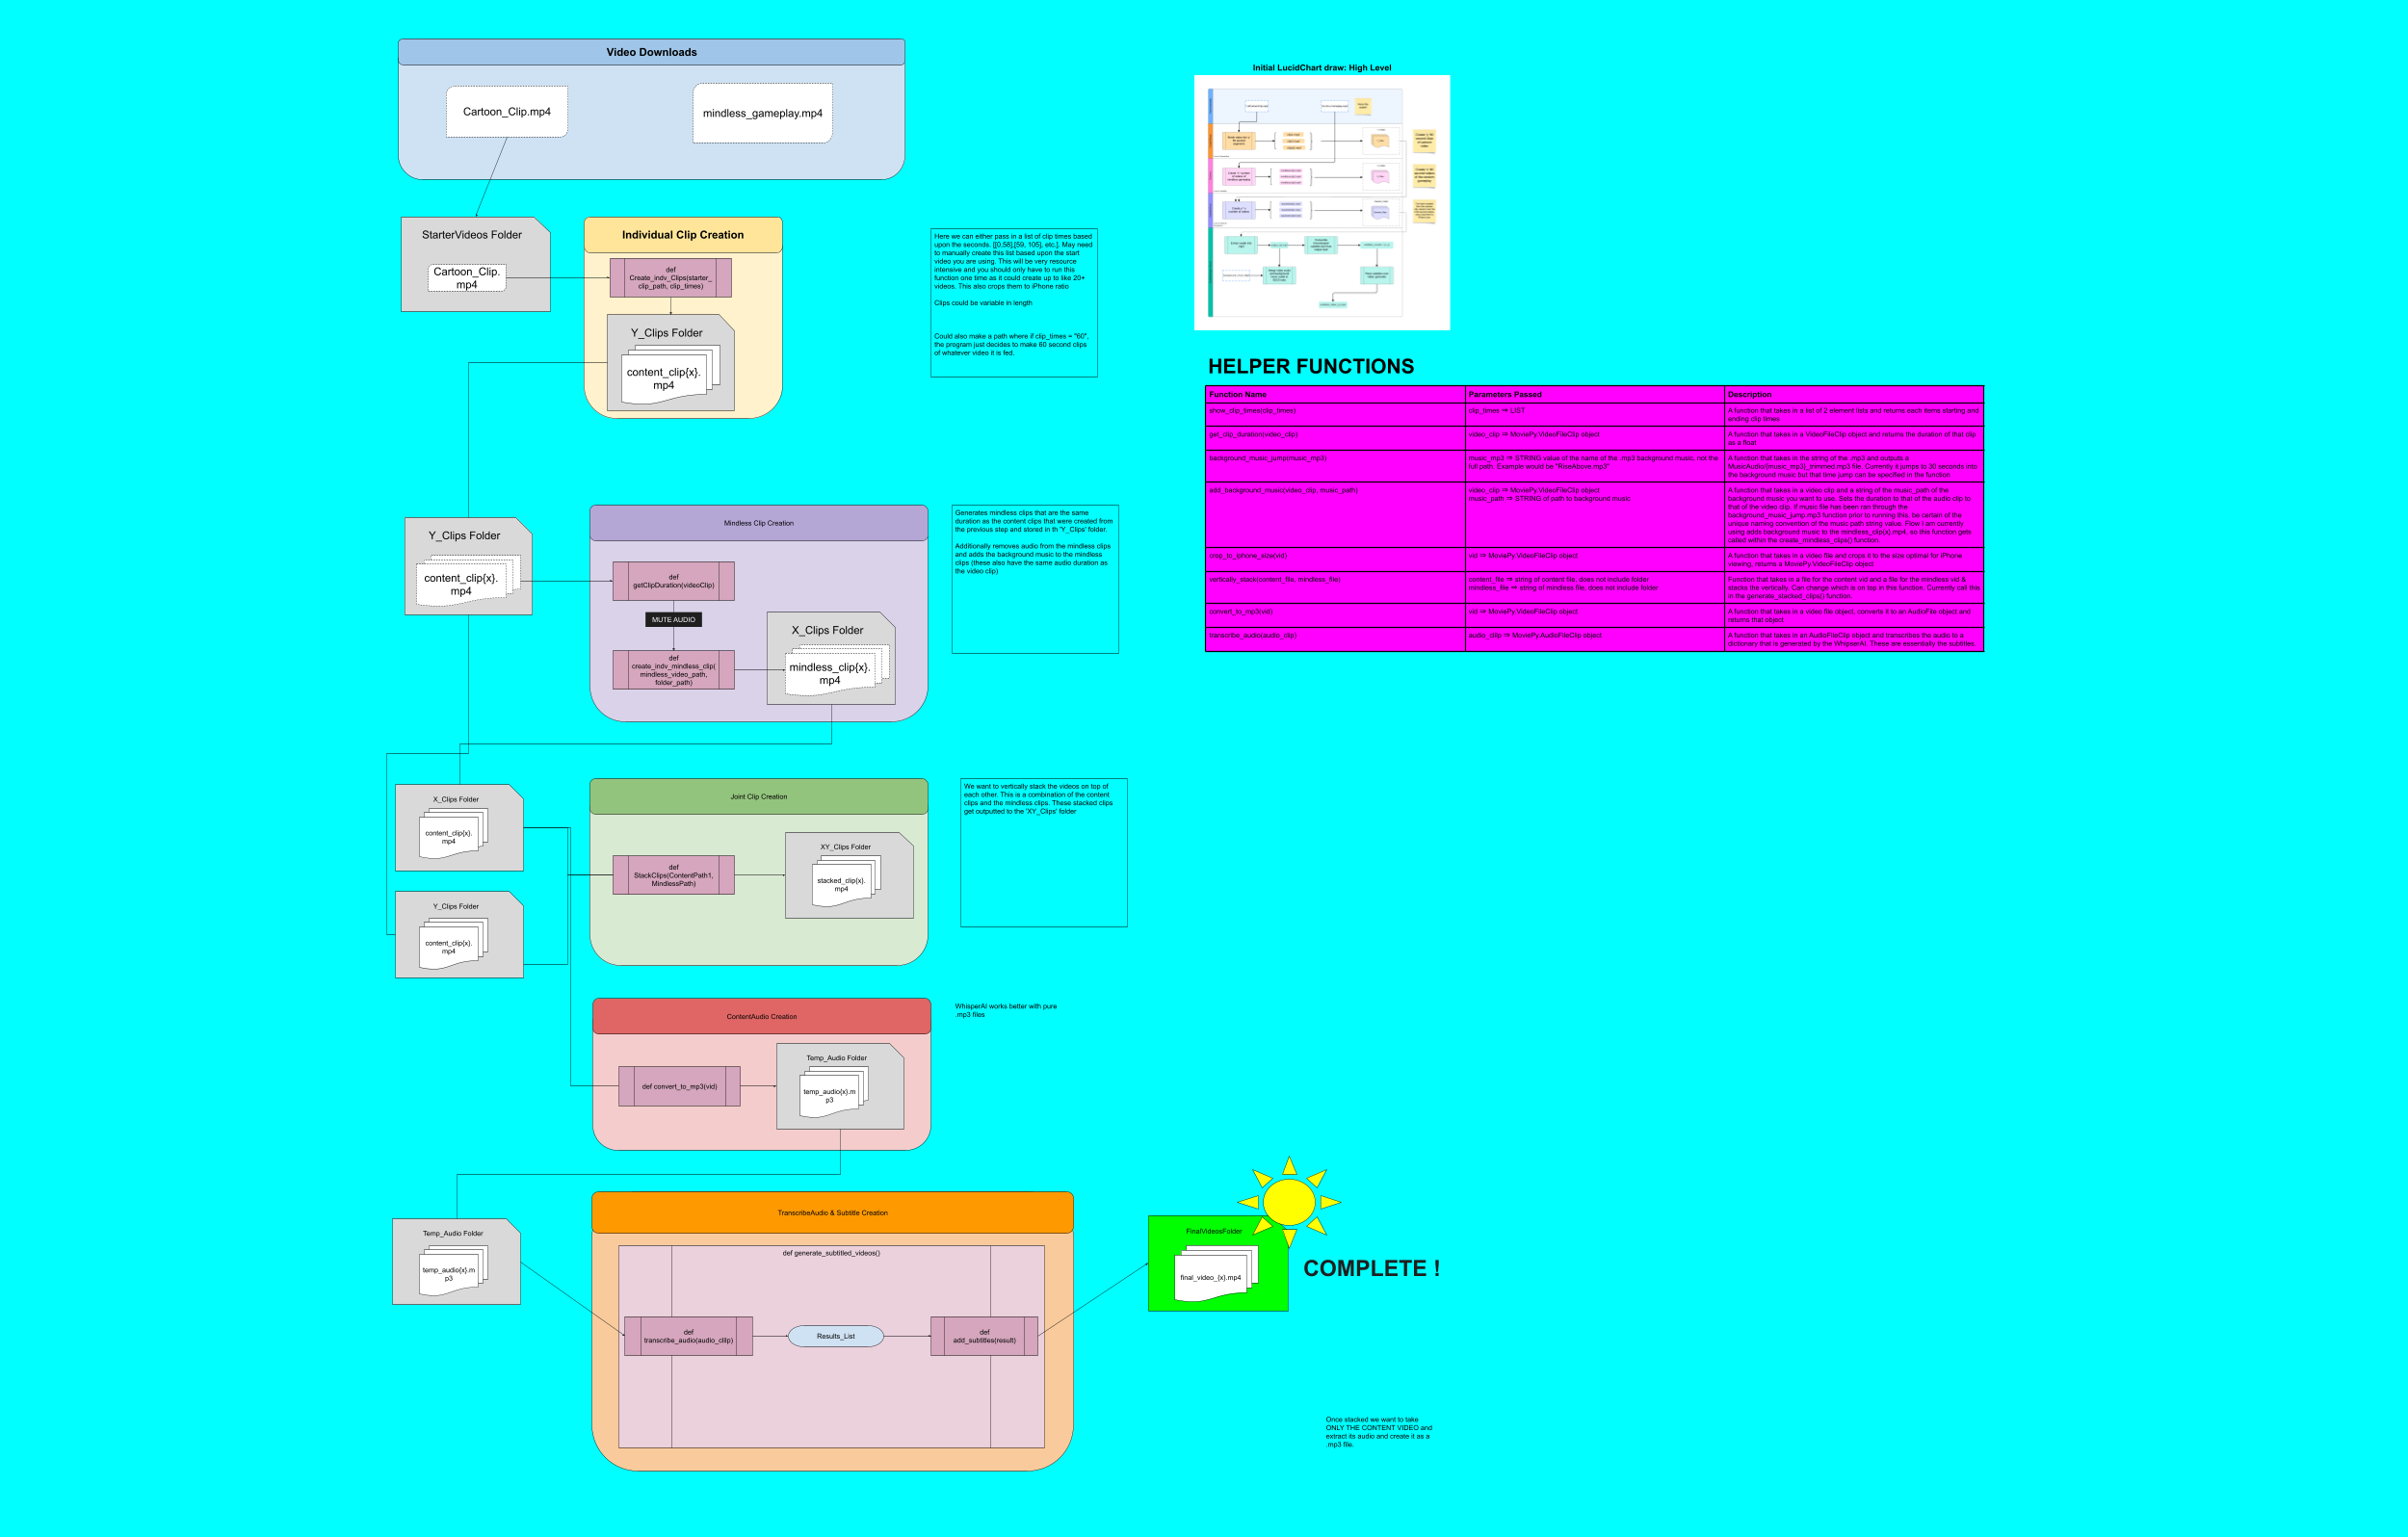 Video Downloads
Cartoon_Clip.mp4
mindless_gameplay.mp4
StarterVideos Folder
Cartoon_Clip.
mp4
Individual Clip Creation
def
Create_indv_Clips(starter_
clip_path, clip_times)
Y_Clips Folder
content_clip{x}.
mp4
Here we can either pass in a list of clip times based
upon the seconds. [[0,58],[59, 105], etc.]. May need
to manually create this list based upon the start
video you are using. This will be very resource
intensive and you should only have to run this
function one time as it could create up to like 20+
videos. This also crops them to iPhone ratio
Clips could be variable in length
Could also make a path where if clip_times = "60",
the program just decides to make 60 second clips
of whatever video it is fed.
Initial LucidChart draw: High Level
HELPER FUNCTIONS
Function Name
Parameters Passed
Description
show_clip_times(clip_times)
clip_times ⇒ LIST
A function that takes in a list of 2 element lists and returns each items starting and
ending clip times
get_clip_duration(video_clip)
video_clip ⇒ MoviePy.VideoFileClip object
A function that takes in a VideoFileClip object and returns the duration of that clip
as a float
background_music_jump(music_mp3)
music_mp3 ⇒ STRING value of the name of the .mp3 background music, not the
full path. Example would be "RIseAbove.mp3"
A function that takes in the string of the .mp3 and outputs a
MusicAudio/{music_mp3}_trimmed.mp3 file. Currently it jumps to 30 seconds into
the background music but that time jump can be specified in the function
add_background_music(video_clip, music_path)
video_clip ⇒ MoviePy.VideoFileClip object
music_path ⇒ STRING of path to background music
A function that takes in a video clip and a string of the music_path of the
background music you want to use. Sets the duration to that of the audio clip to
that of the video clip. If music file has been ran through the
background_music_jump.mp3 function prior to running this, be certain of the
unique naming convention of the music path string value. Flow I am currently
using adds background music to the mindless_clip{x}.mp4, so this function gets
called within the create_mindless_clips() function.
crop_to_iphone_size(vid)
vid ⇒ MoviePy.VideoFileClip object
A function that takes in a video file and crops it to the size optimal for iPhone
viewing, returns a MoviePy.VideoFileClip object
vertically_stack(content_file, mindless_file)
content_file ⇒ string of content file, does not include folder
mindless_file ⇒ string of mindless file, does not include folder
Function that takes in a file for the content vid and a file for the mindless vid &
stacks the vertically. Can change which is on top in this function. Currently call this
in the generate_stacked_clips() function.
convert_to_mp3(vid)
vid ⇒ MoviePy.VideoFileClip object
A function that takes in a video file object, converts it to an AudioFile object and
returns that object
transcribe_audio(audio_clip)
audio_cllip ⇒ MoviePy.AudioFileClip object
A function that takes in an AudioFileClip object and transcribes the audio to a
dictionary that is generated by the WhipserAI. These are essentially the subtitles.
Y_Clips Folder
content_clip{x}.
mp4
Mindless Clip Creation
def
getClipDuration(videoClip)
MUTE AUDIO
def
create_indv_mindless_clip(
mindless_video_path,
folder_path)
X_Clips Folder
mindless_clip{x}.
mp4
Generates mindless clips that are the same
duration as the content clips that were created from
the previous step and stored in th 'Y_Clips' folder.
Additionally removes audio from the mindless clips
and adds the background music to the mindless
clips (these also have the same audio duration as
the video clip)
X_Clips Folder
content_clip{x}.
mp4
Y_Clips Folder
content_clip{x}.
mp4
Joint Clip Creation
def
StackClips(ContentPath1,
MindlessPath)
XY_Clips Folder
stacked_clip{x}.
mp4
We want to vertically stack the videos on top of
each other. This is a combination of the content
clips and the mindless clips. These stacked clips
get outputted to the 'XY_Clips' folder
ContentAudio Creation
def convert_to_mp3(vid)
Temp_Audio Folder
temp_audio{x}.m
p3
WhisperAI works better with pure
.mp3 files
Temp_Audio Folder
temp_audio{x}.m
p3
TranscribeAudio & Subtitle Creation
def generate_subtitled_videos()
def
transcribe_audio(audio_cllip)
Results_List
def
add_subtitles(result)
FinalVideosFolder
final_video_{x}.mp4
COMPLETE !
Once stacked we want to take
ONLY THE CONTENT VIDEO and
extract its audio and create it as a
.mp3 file.